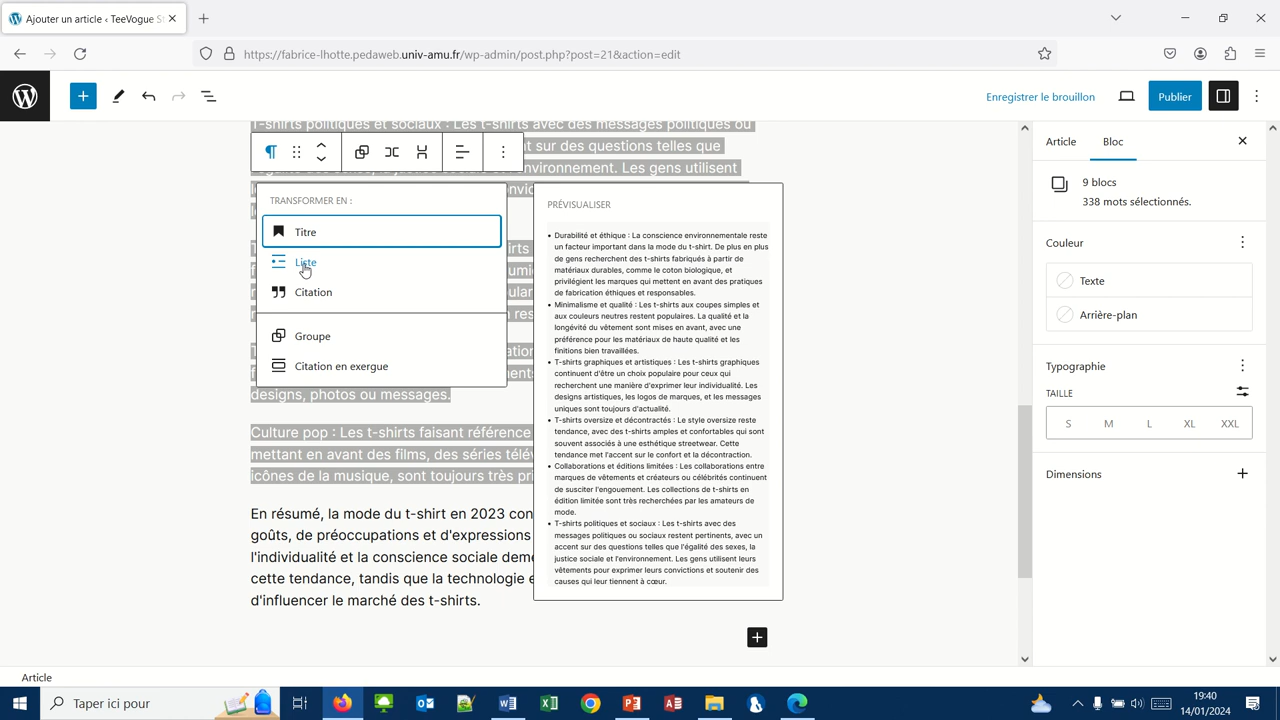 Ajouter un article ‹ TeeVogue S
https://fabrice-lhotte.pedaweb.univ-amu.fr/wp-admin/post.php?post=21&action=edit
Enregistrer le brouillon
Publier
T-shirts politiques et sociaux : Les t-shirts avec des messages politiques ou
nt sur des questions telles que
environnement. Les gens utilisent
TRANSFORMER EN :
Titre
Liste
Citation
Groupe
Citation en exergue
designs, photos ou messages.
Culture pop : Les t-shirts faisant référence
mettant en avant des films, des séries télév
icônes de la musique, sont toujours très pri
En résumé, la mode du t-shirt en 2023 con
goûts, de préoccupations et d'expressions
l'individualité et la conscience sociale deme
cette tendance, tandis que la technologie e
d'influencer le marché des t-shirts.
PRÉVISUALISER
• Durabilité et éthique : La conscience environnementale reste
un facteur important dans la mode du t-shirt. De plus en plus
de gens recherchent des t-shirts fabriqués à partir de
matériaux durables, comme le coton biologique, et
privilégient les marques qui mettent en avant des pratiques
de fabrication éthiques et responsables.
• Minimalisme et qualité : Les t-shirts aux coupes simples et
aux couleurs neutres restent populaires. La qualité et la
longévité du vêtement sont mises en avant, avec une
préférence pour les matériaux de haute qualité et les
finitions bien travaillées.
• T-shirts graphiques et artistiques : Les t-shirts graphiques
continuent d'être un choix populaire pour ceux qui
recherchent une manière d'exprimer leur individualité. Les
designs artistiques, les logos de marques, et les messages
uniques sont toujours d'actualité.
• T-shirts oversize et décontractés : Le style oversize reste
tendance, avec des t-shirts amples et confortables qui sont
souvent associés à une esthétique streetwear. Cette
tendance met l'accent sur le confort et la décontraction.
• Collaborations et éditions limitées : Les collaborations entre
marques de vêtements et créateurs ou célébrités continuent
de susciter l'engouement. Les collections de t-shirts en
édition limitée sont très recherchées par les amateurs de
mode.
• T-shirts politiques et sociaux : Les t-shirts avec des
messages politiques ou sociaux restent pertinents, avec un
accent sur des questions telles que l'égalité des sexes, la
justice sociale et l'environnement. Les gens utilisent leurs
vêtements pour exprimer leurs convictions et soutenir des
causes qui leur tiennent à cœur.
Article
Bloc
9 blocs
338 mots sélectionnés.
Couleur
Texte
Arrière-plan
Typographie
TAILLE
S M L XL XXL
Dimensions
Article
Taper ici pour
19:40
14/01/2024